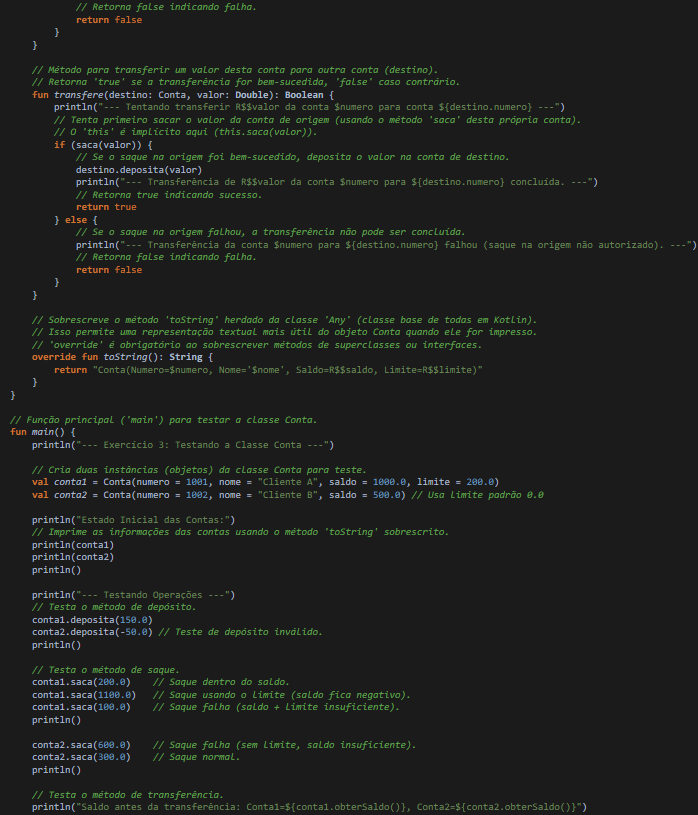 // Retorna false indicando falha.
            return false
        }
    }

    // Método para transferir um valor desta conta para outra conta (destino).
    // Retorna 'true' se a transferência for bem-sucedida, 'false' caso contrário.
    fun transfere(destino: Conta, valor: Double): Boolean {
        println("--- Tentando transferir R$$valor da conta $numero para conta ${destino.numero} ---")
        // Tenta primeiro sacar o valor da conta de origem (usando o método 'saca' desta própria conta).
        // O 'this' é implícito aqui (this.saca(valor)).
        if (saca(valor)) {
            // Se o saque na origem foi bem-sucedido, deposita o valor na conta de destino.
            destino.deposita(valor)
            println("--- Transferência de R$$valor da conta $numero para ${destino.numero} concluída. ---")
            // Retorna true indicando sucesso.
            return true
        } else {
            // Se o saque na origem falhou, a transferência não pode ser concluída.
            println("--- Transferência da conta $numero para ${destino.numero} falhou (saque na origem não autorizado). ---")
            // Retorna false indicando falha.
            return false
        }
    }

    // Sobrescreve o método 'toString' herdado da classe 'Any' (classe base de todas em Kotlin).
    // Isso permite uma representação textual mais útil do objeto Conta quando ele for impresso.
    // 'override' é obrigatório ao sobrescrever métodos de superclasses ou interfaces.
    override fun toString(): String {
        return "Conta(Numero=$numero, Nome='$nome', Saldo=R$$saldo, Limite=R$$limite)"
    }
}

// Função principal ('main') para testar a classe Conta.
fun main() {
    println("--- Exercício 3: Testando a Classe Conta ---")

    // Cria duas instâncias (objetos) da classe Conta para teste.
    val conta1 = Conta(numero = 1001, nome = "Cliente A", saldo = 1000.0, limite = 200.0)
    val conta2 = Conta(numero = 1002, nome = "Cliente B", saldo = 500.0) // Usa limite padrão 0.0

    println("Estado Inicial das Contas:")
    // Imprime as informações das contas usando o método 'toString' sobrescrito.
    println(conta1)
    println(conta2)
    println()

    println("--- Testando Operações ---")
    // Testa o método de depósito.
    conta1.deposita(150.0)
    conta2.deposita(-50.0) // Teste de depósito inválido.
    println()

    // Testa o método de saque.
    conta1.saca(200.0)    // Saque dentro do saldo.
    conta1.saca(1100.0)   // Saque usando o limite (saldo fica negativo).
    conta1.saca(100.0)    // Saque falha (saldo + limite insuficiente).
    println()

    conta2.saca(600.0)    // Saque falha (sem limite, saldo insuficiente).
    conta2.saca(300.0)    // Saque normal.
    println()

    // Testa o método de transferência.
    println("Saldo antes da transferência: Conta1=${conta1.obterSaldo()}, Conta2=${conta2.obterSaldo()}")